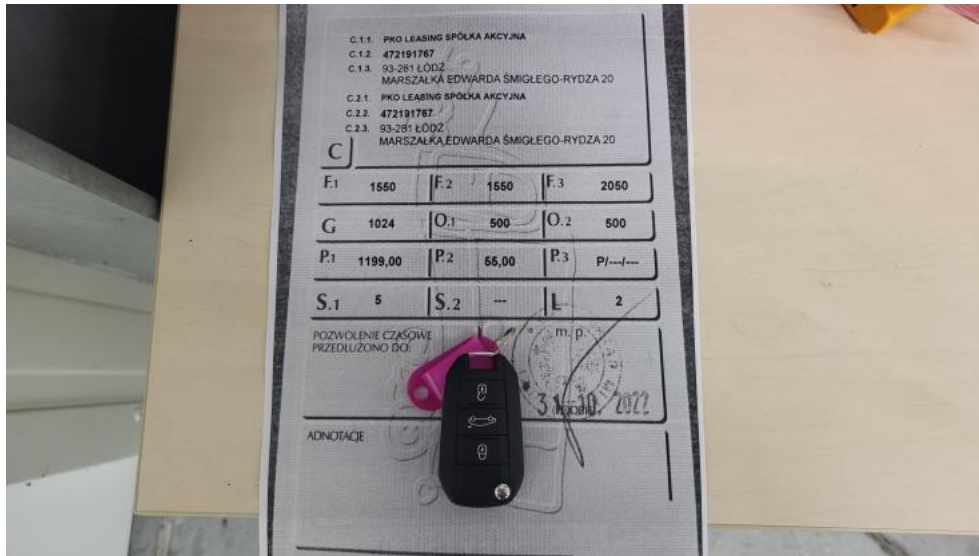 C.1.1. PKO LEASING SPÓŁKA AKCYJNA
C.1.2. 472191767
C.1.3. 93-281 ŁÓDŹ
MARSZAŁKA EDWARDA ŚMIGŁEGO-RYDZA 20
C.2.1. PKO LEASING SPÓŁKA AKCYJNA
C.2.2. 472191767
C.2.3. 93-281 ŁÓDŹ
MARSZAŁKA EDWARDA ŚMIGŁEGO-RYDZA 20
C
F.1 1550 F.2 1550 F.3 2050
G 1024 O.1 500 O.2 500
P.1 1199,00 P.2 55,00 P.3 P/---/---
S.1 5 S.2 --- L 2
POZWOLENIE CZASOWE
PRZEDŁUŻONO DO:
m. p.
2022
ADNOTACJE